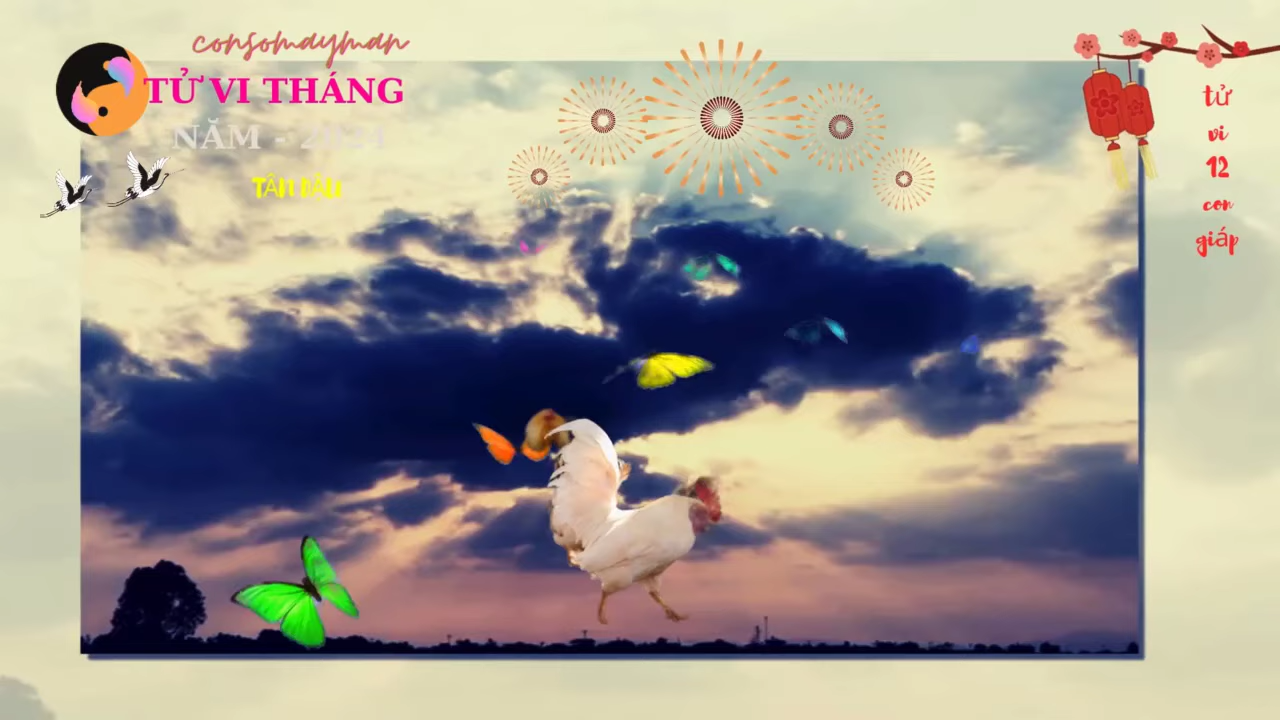 consomayman
TỬ VI THÁNG
NĂM - 2024
TÂN DẬU
tử
vi
12
con
giáp